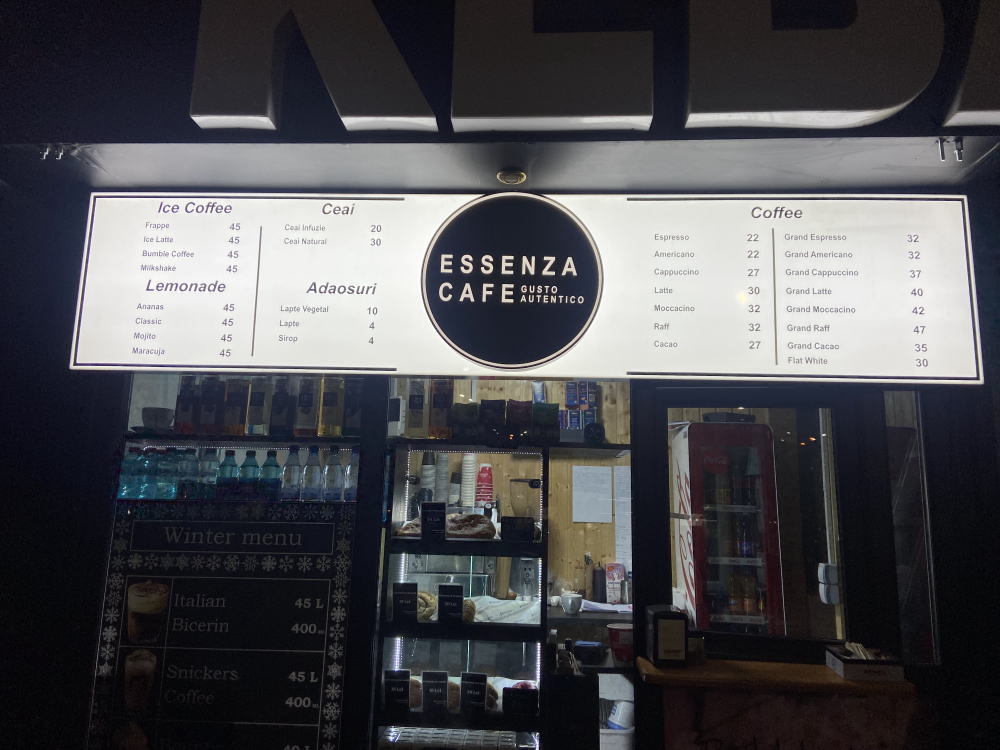 KEBA
Ice Coffee
Frappe 45
Ice Latte 45
Bumble Coffee 45
Milkshake 45
Lemonade
Ananas 45
Classic 45
Mojito 45
Maracuja 45
Ceai
Ceai Infuzie 20
Ceai Natural 30
Adaosuri
Lapte Vegetal 10
Lapte 4
Sirop 4
ESSENZA
CAFE GUSTO
AUTENTICO
Coffee
Espresso 22
Americano 22
Cappuccino 27
Latte 30
Moccacino 32
Raff 32
Cacao 27
Grand Espresso 32
Grand Americano 32
Grand Cappuccino 37
Grand Latte 40
Grand Moccacino 42
Grand Raff 47
Grand Cacao 35
Flat White 30
Winter menu
Italian 45 L
Bicerin 400
Snickers 45 L
Coffee 400
40 L
Coca-Cola